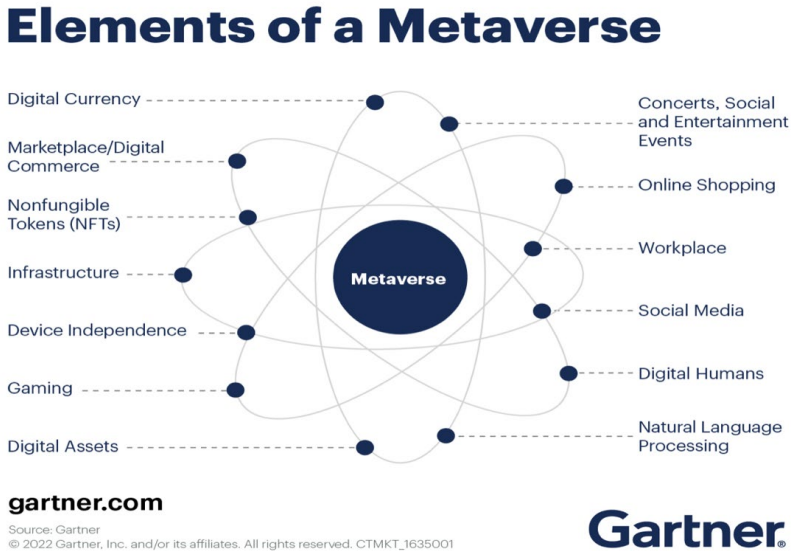 Elements of a Metaverse
Digital Currency
Marketplace/Digital
Commerce
Nonfungible
Tokens (NFTs)
Infrastructure
Device Independence
Gaming
Digital Assets
Metaverse
Concerts, Social
and Entertainment
Events
Online Shopping
Workplace
Social Media
Digital Humans
Natural Language
Processing
gartner.com
Source: Gartner
© 2022 Gartner, Inc. and/or its affiliates. All rights reserved. CTMKT_1635001
Gartner®